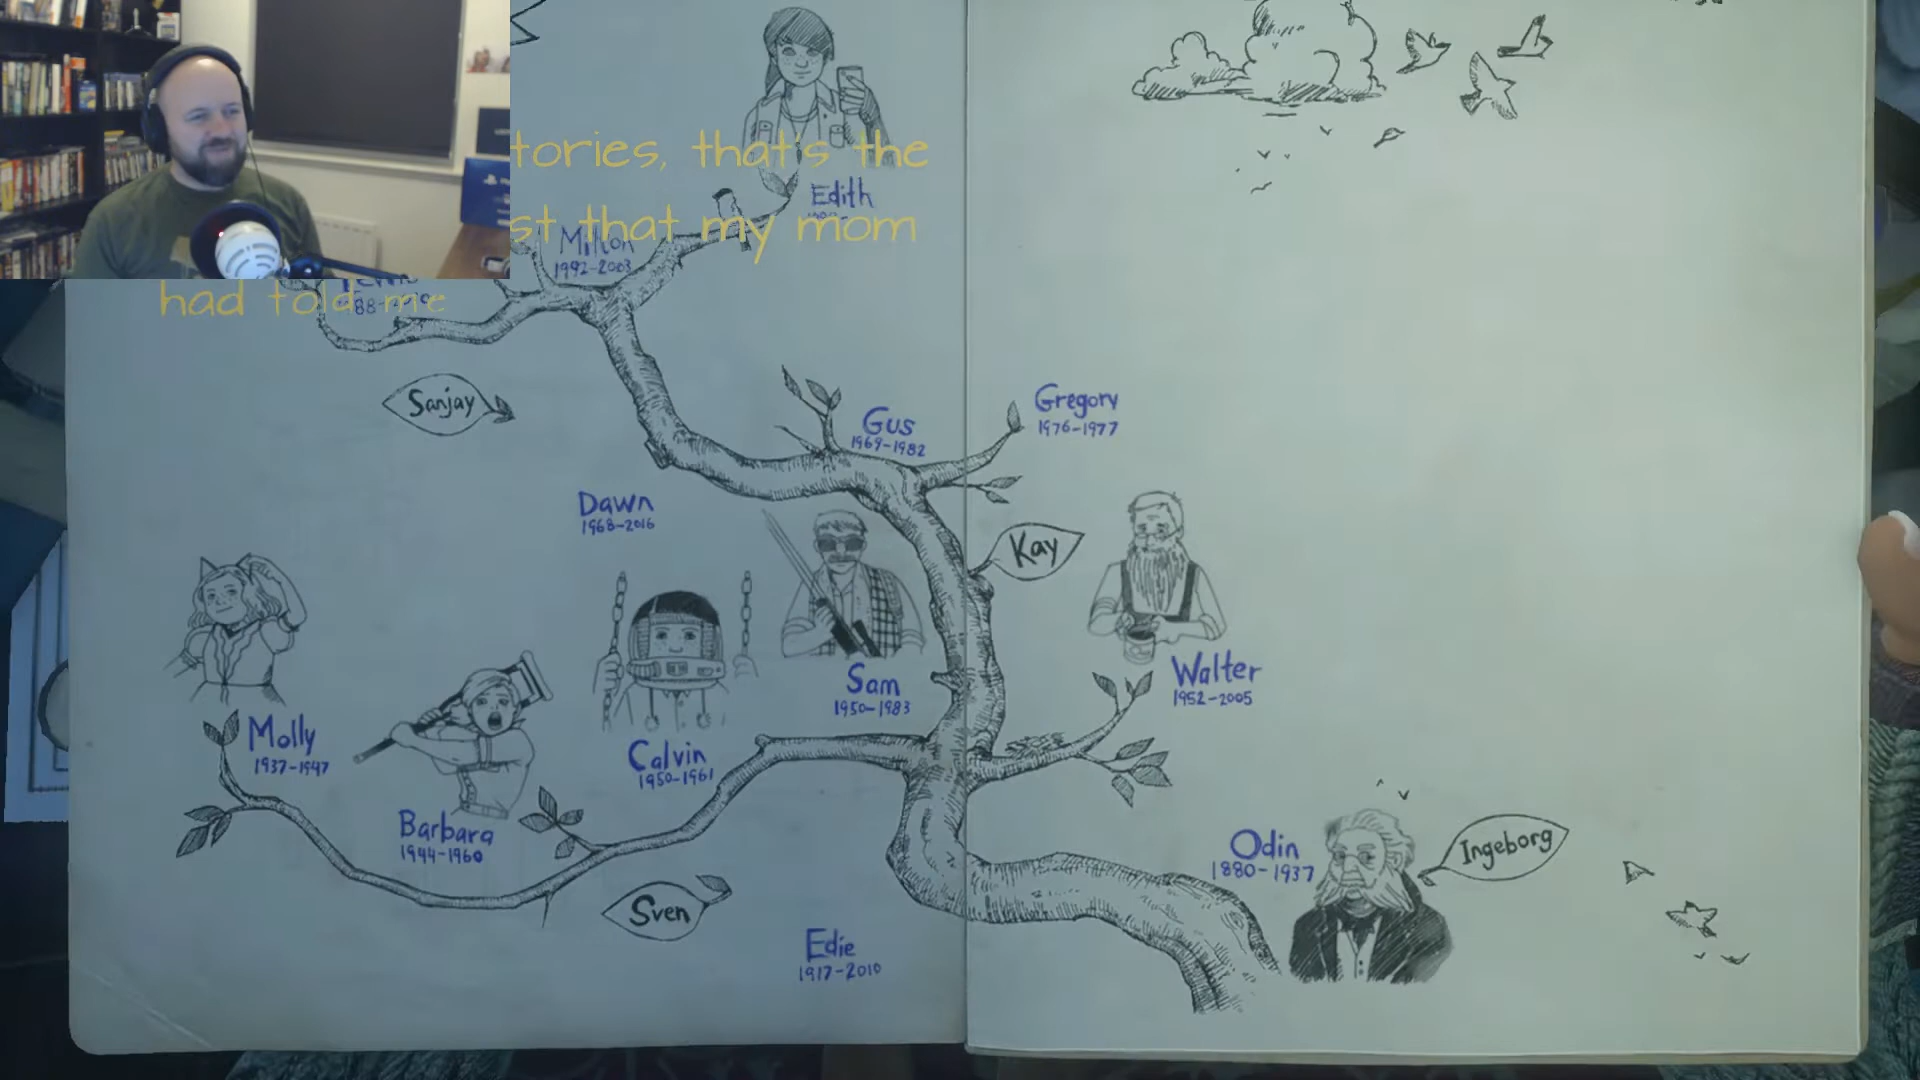 tories, that's the
Edith
st that my mom
Milton
1992-2003
had told me
Sanjay
Gregory
1976-1977
Gus
1969-1982
Dawn
1968-2016
Kay
Walter
1952-2005
Sam
1950-1983
Molly
1937-1947
Calvin
1950-1961
Barbara
1944-1960
Odin
1880-1937
Ingeborg
Sven
Edie
1917-2010